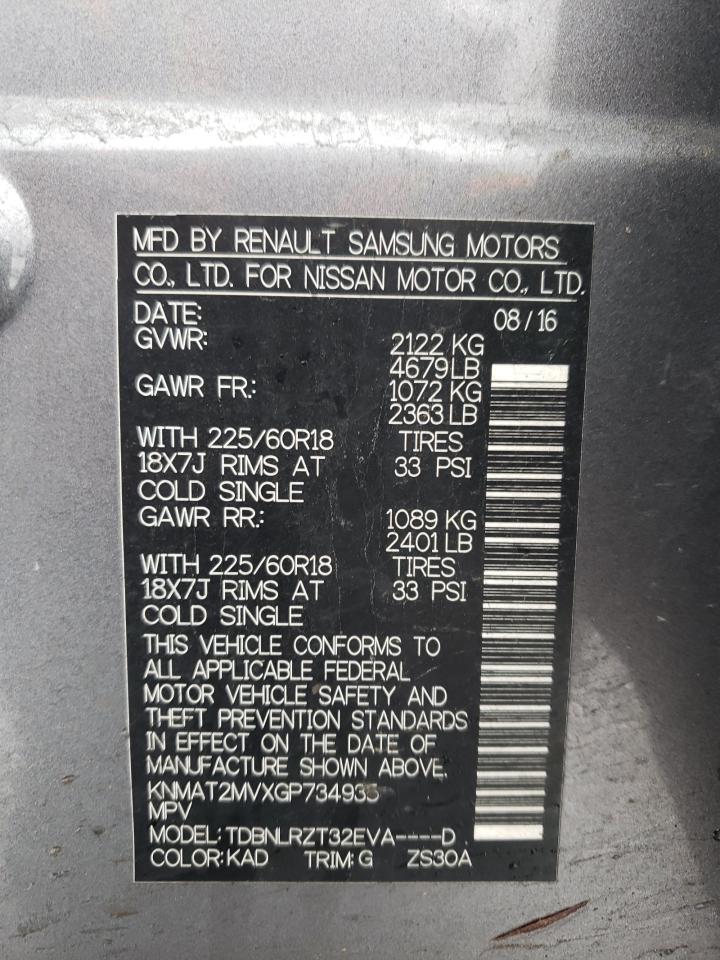 MFD BY RENAULT SAMSUNG MOTORS
CO., LTD. FOR NISSAN MOTOR CO., LTD.
DATE: 08/16
GVWR: 2122 KG
4679 LB
GAWR FR.: 1072 KG
2363 LB
WITH 225/60R18 TIRES
18X7J RIMS AT 33 PSI
COLD SINGLE
GAWR RR.: 1089 KG
2401 LB
WITH 225/60R18 TIRES
18X7J RIMS AT 33 PSI
COLD SINGLE
THIS VEHICLE CONFORMS TO
ALL APPLICABLE FEDERAL
MOTOR VEHICLE SAFETY AND
THEFT PREVENTION STANDARDS
IN EFFECT ON THE DATE OF
MANUFACTURE SHOWN ABOVE.
KNMAT2MVXGP734935
MPV
MODEL: TDBNLRZT32EVA----D
COLOR: KAD TRIM: G ZS30A